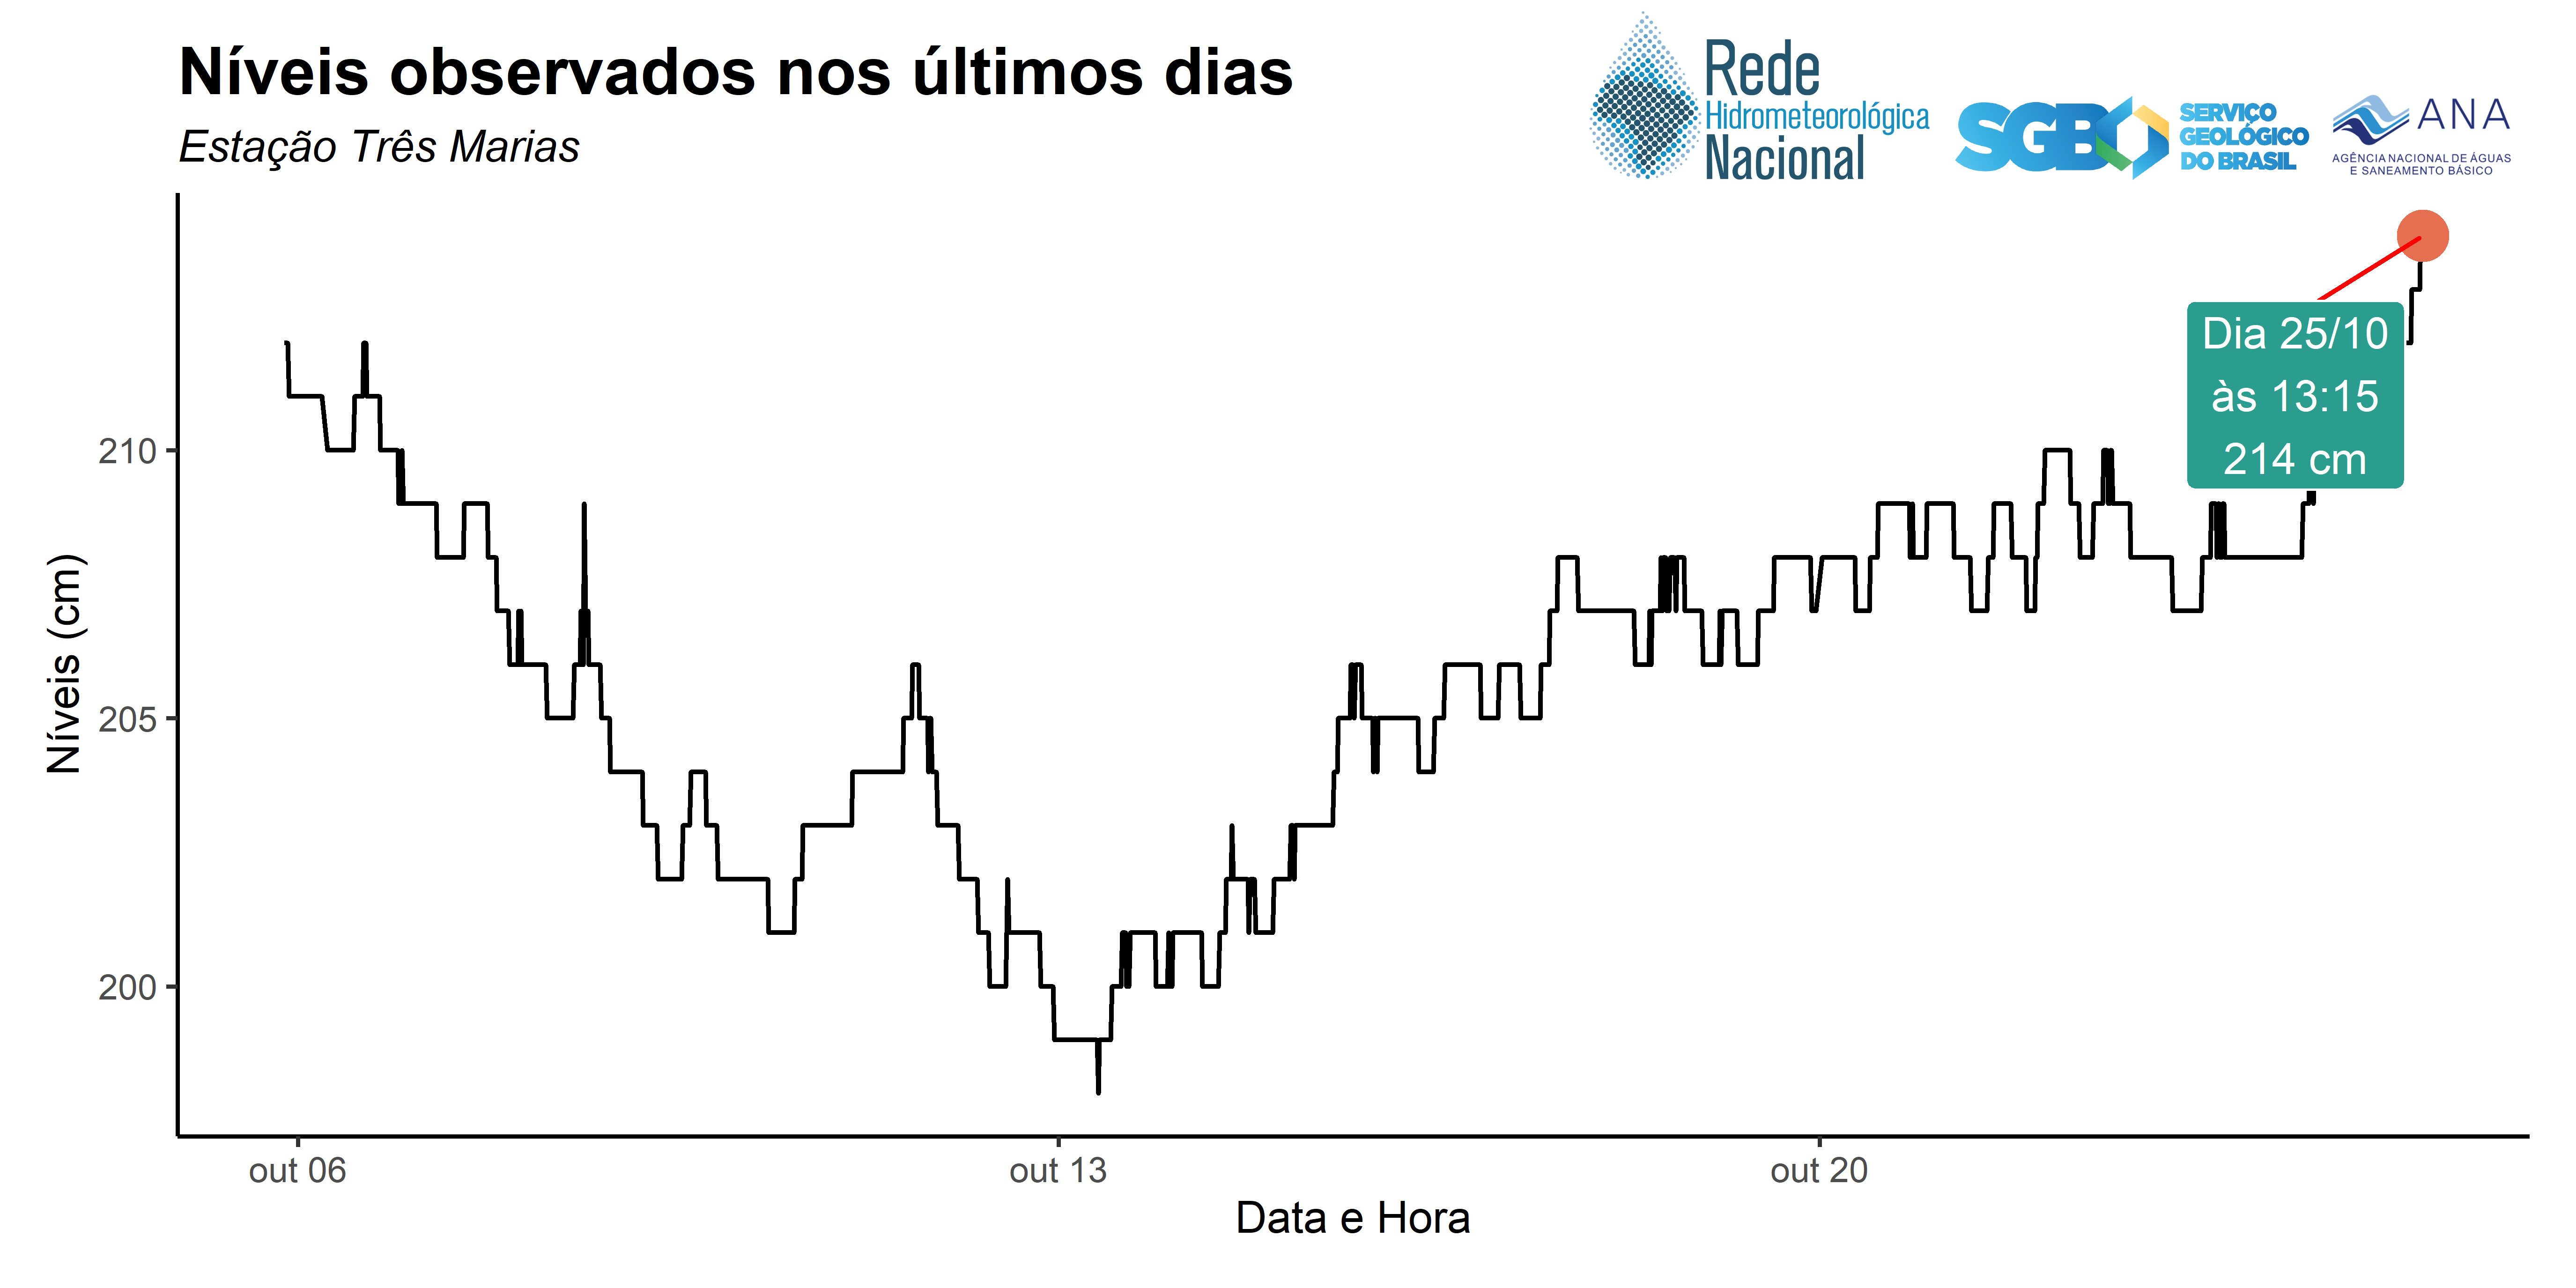 Níveis observados nos últimos dias
Estação Três Marias
Rede
Hidrometeorológica
Nacional
SGB
SERVIÇO
GEOLÓGICO
DO BRASIL
ANA
AGÊNCIA NACIONAL DE ÁGUAS
E SANEAMENTO BÁSICO
Dia 25/10
às 13:15
214 cm
Níveis (cm)
210
205
200
out 06
out 13
out 20
Data e Hora